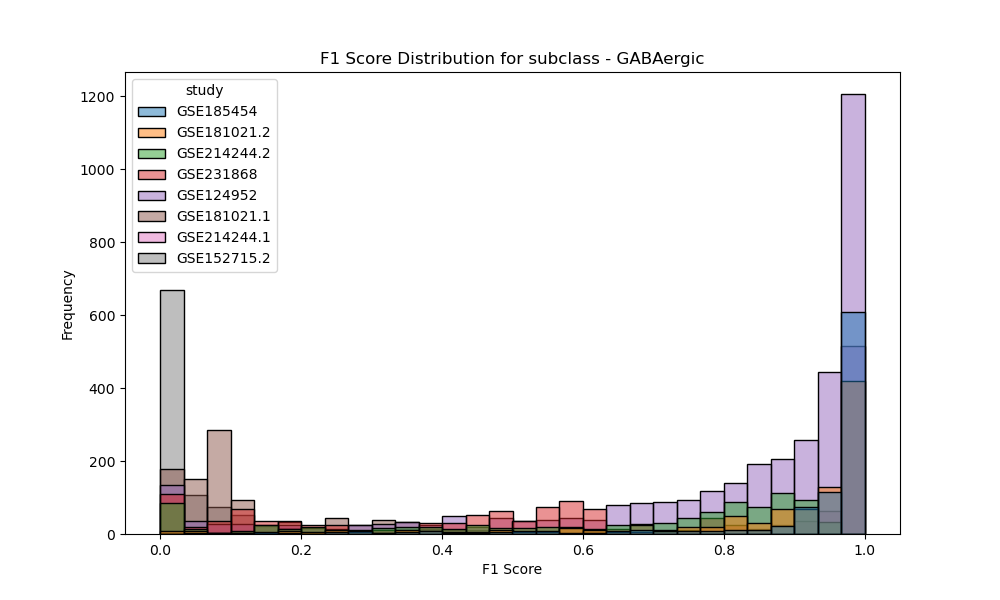 F1 Score Distribution for subclass - GABAergic
study
GSE185454
GSE181021.2
GSE214244.2
GSE231868
GSE124952
GSE181021.1
GSE214244.1
GSE152715.2
Frequency
1200
1000
800
600
400
200
0
0.0 0.2 0.4 0.6 0.8 1.0
F1 Score